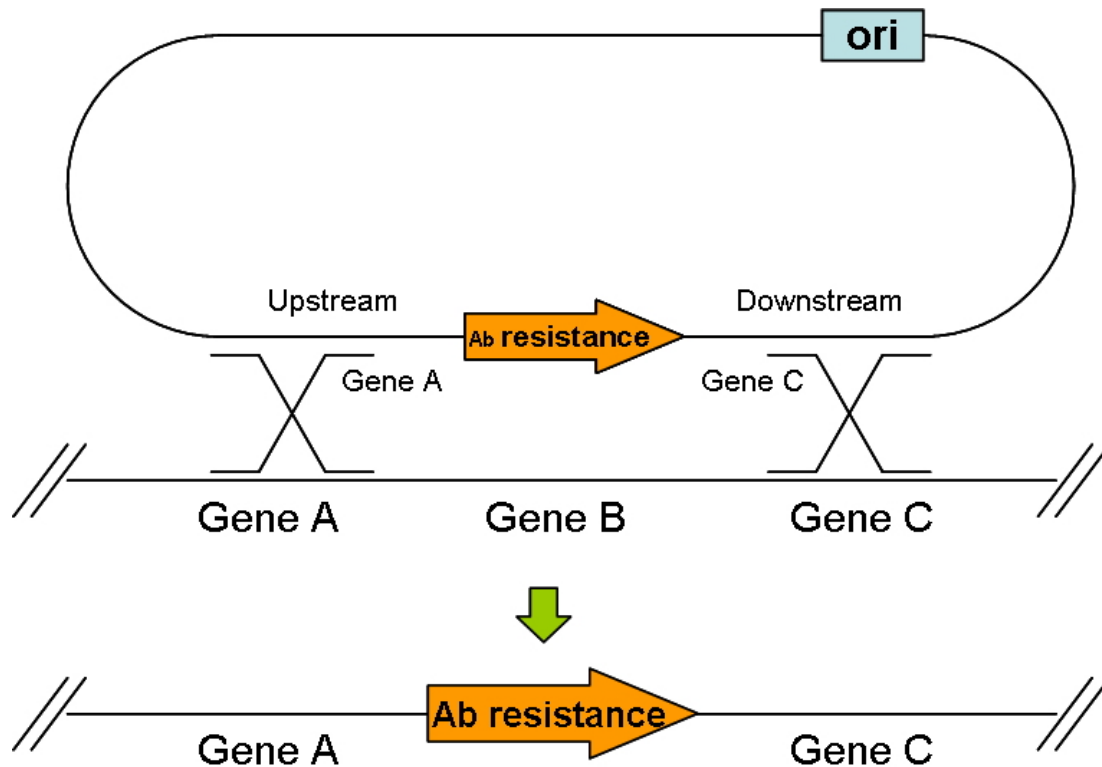 ori
Upstream
Downstream
Ab resistance
Gene A
Gene C
Gene A
Gene B
Gene C
Ab resistance
Gene A
Gene C